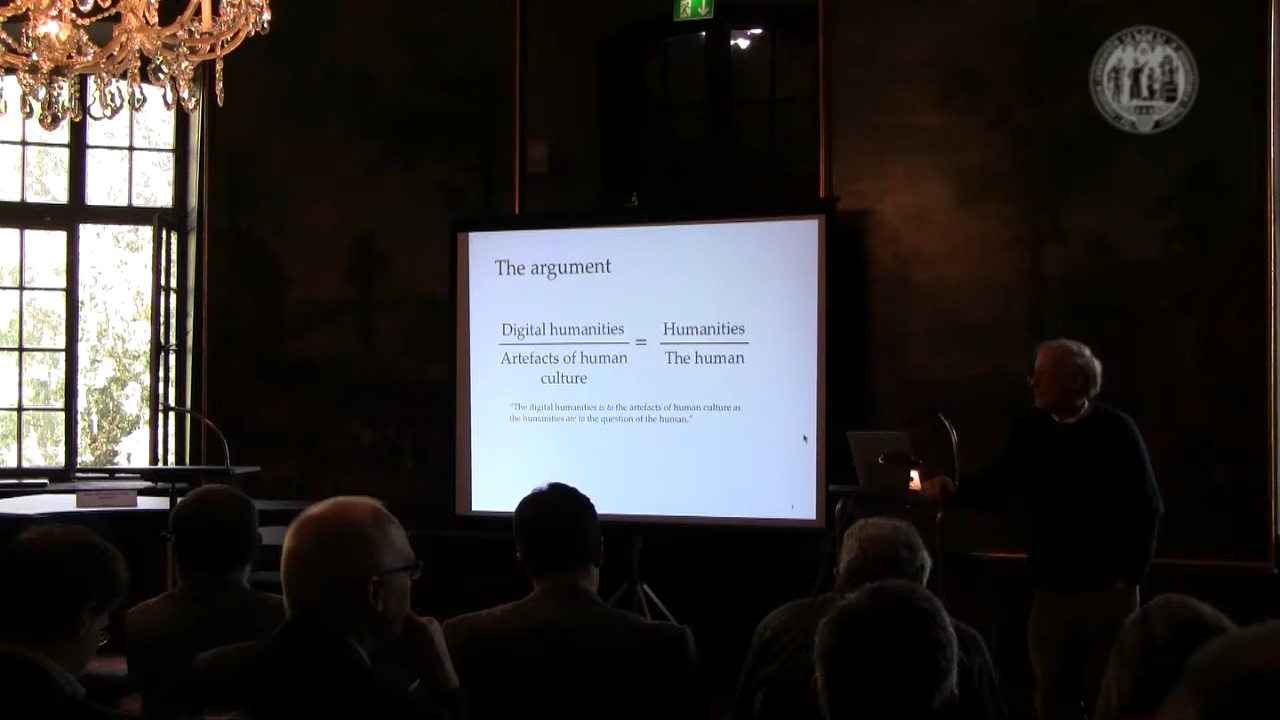 The argument
Digital humanities
Artefacts of human
culture
=
Humanities
The human
"The digital humanities is to the artefacts of human culture as
the humanities are to the question of the human."